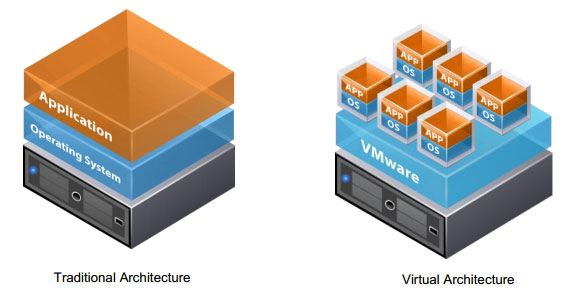 Application
Operating System
Traditional Architecture
APP
OS
APP
OS
APP
OS
APP
OS
APP
OS
APP
OS
VMware
Virtual Architecture